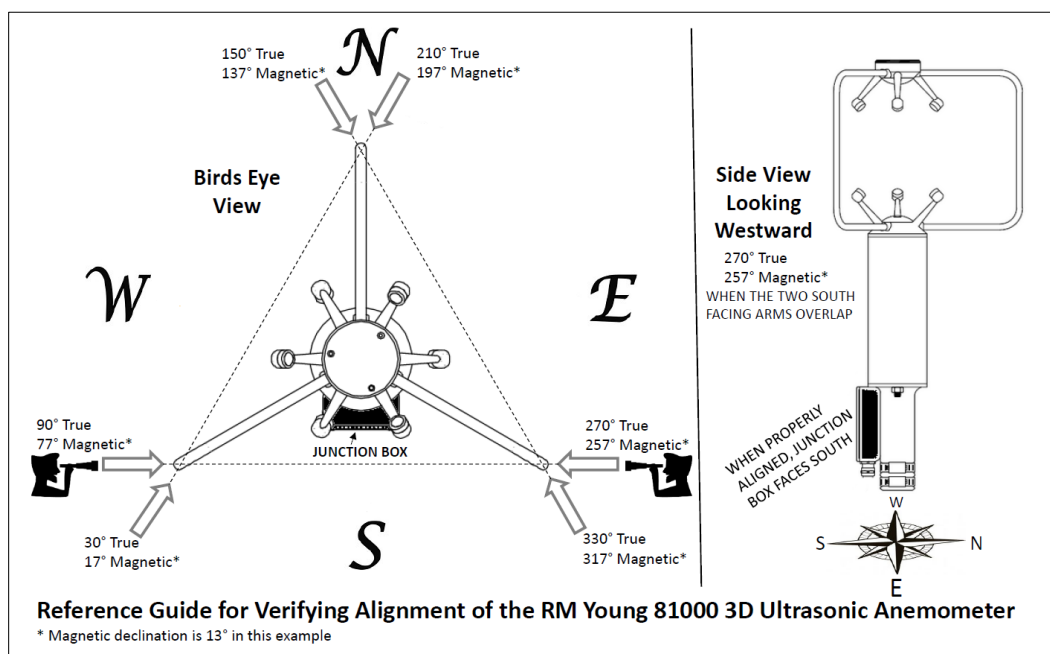 150° True
137° Magnetic*
N
210° True
197° Magnetic*
Birds Eye
View
W
E
90° True
77° Magnetic*
JUNCTION BOX
270° True
257° Magnetic*
30° True
17° Magnetic*
S
330° True
317° Magnetic*
Side View
Looking
Westward
270° True
257° Magnetic*
WHEN THE TWO SOUTH
FACING ARMS OVERLAP
WHEN PROPERLY
ALIGNED, JUNCTION
BOX FACES SOUTH
W
S
N
E
Reference Guide for Verifying Alignment of the RM Young 81000 3D Ultrasonic Anemometer
* Magnetic declination is 13° in this example